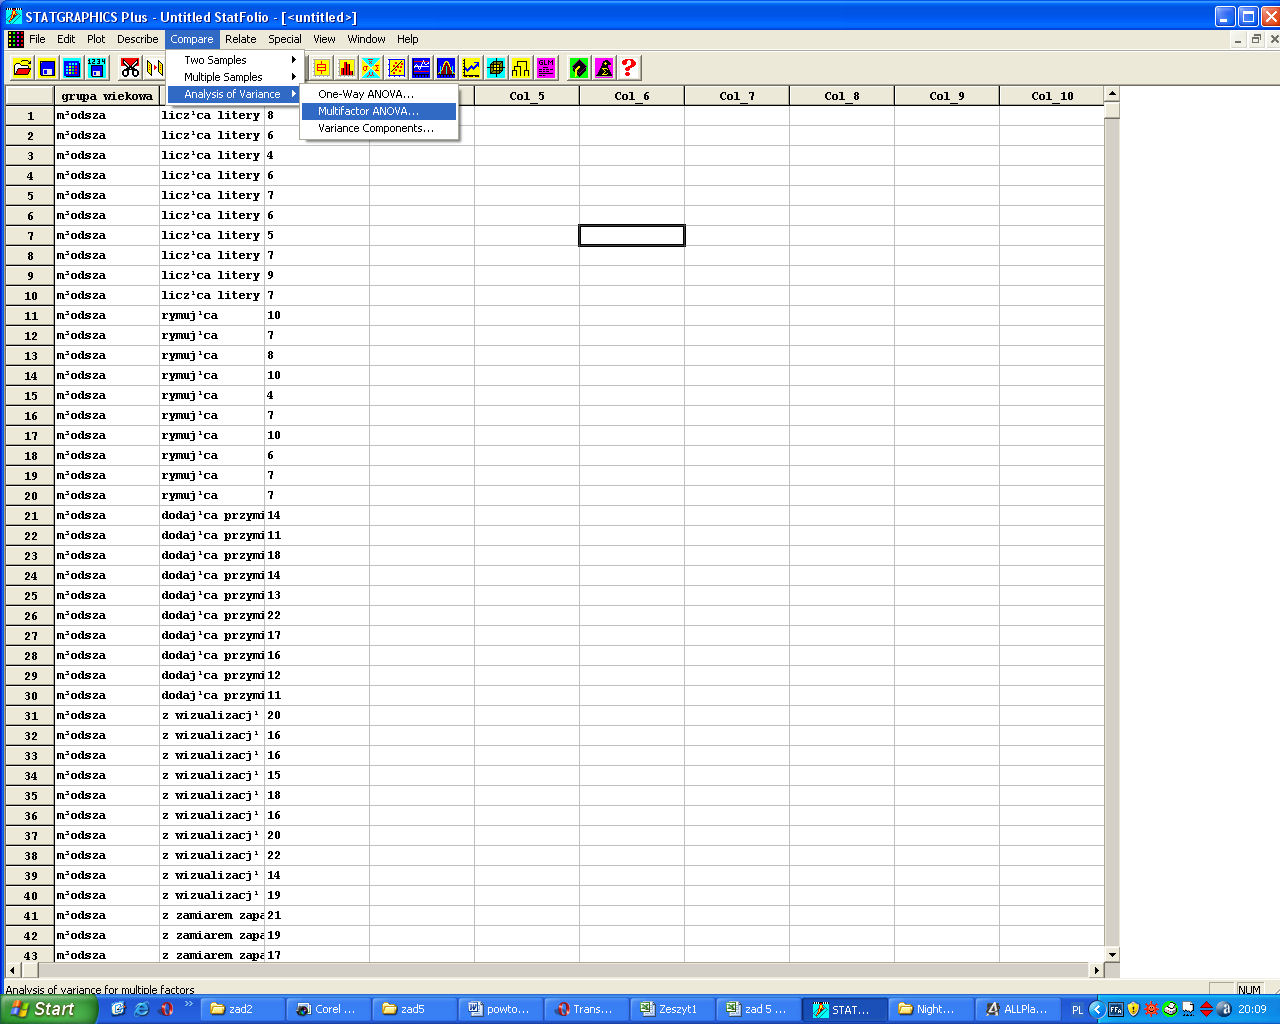 STATGRAPHICS Plus - Untitled StatFolio - [<untitled>]
File Edit Plot Describe Compare Relate Special View Window Help
Two Samples
Multiple Samples
Analysis of Variance
One-Way ANOVA...
Multifactor ANOVA...
Variance Components...
1234
GLM
grupa wiekowa Col_5 Col_6 Col_7 Col_8 Col_9 Col_10
1 m³odsza licz¹ca litery 8
2 m³odsza licz¹ca litery 6
3 m³odsza licz¹ca litery 4
4 m³odsza licz¹ca litery 6
5 m³odsza licz¹ca litery 7
6 m³odsza licz¹ca litery 6
7 m³odsza licz¹ca litery 5
8 m³odsza licz¹ca litery 7
9 m³odsza licz¹ca litery 9
10 m³odsza licz¹ca litery 7
11 m³odsza rymuj¹ca 10
12 m³odsza rymuj¹ca 7
13 m³odsza rymuj¹ca 8
14 m³odsza rymuj¹ca 10
15 m³odsza rymuj¹ca 4
16 m³odsza rymuj¹ca 7
17 m³odsza rymuj¹ca 10
18 m³odsza rymuj¹ca 6
19 m³odsza rymuj¹ca 7
20 m³odsza rymuj¹ca 7
21 m³odsza dodaj¹ca przymi 14
22 m³odsza dodaj¹ca przymi 11
23 m³odsza dodaj¹ca przymi 18
24 m³odsza dodaj¹ca przymi 14
25 m³odsza dodaj¹ca przymi 13
26 m³odsza dodaj¹ca przymi 22
27 m³odsza dodaj¹ca przymi 17
28 m³odsza dodaj¹ca przymi 16
29 m³odsza dodaj¹ca przymi 12
30 m³odsza dodaj¹ca przymi 11
31 m³odsza z wizualizacj¹ 20
32 m³odsza z wizualizacj¹ 16
33 m³odsza z wizualizacj¹ 16
34 m³odsza z wizualizacj¹ 15
35 m³odsza z wizualizacj¹ 18
36 m³odsza z wizualizacj¹ 16
37 m³odsza z wizualizacj¹ 20
38 m³odsza z wizualizacj¹ 22
39 m³odsza z wizualizacj¹ 14
40 m³odsza z wizualizacj¹ 19
41 m³odsza z zamiarem zapa 21
42 m³odsza z zamiarem zapa 19
43 m³odsza z zamiarem zapa 17
Analysis of variance for multiple factors NUM
Start zad2 Corel ... zad5 powto... Trans... Zeszyt1 zad 5 ... STAT... Night... ALLPla... PL 20:09